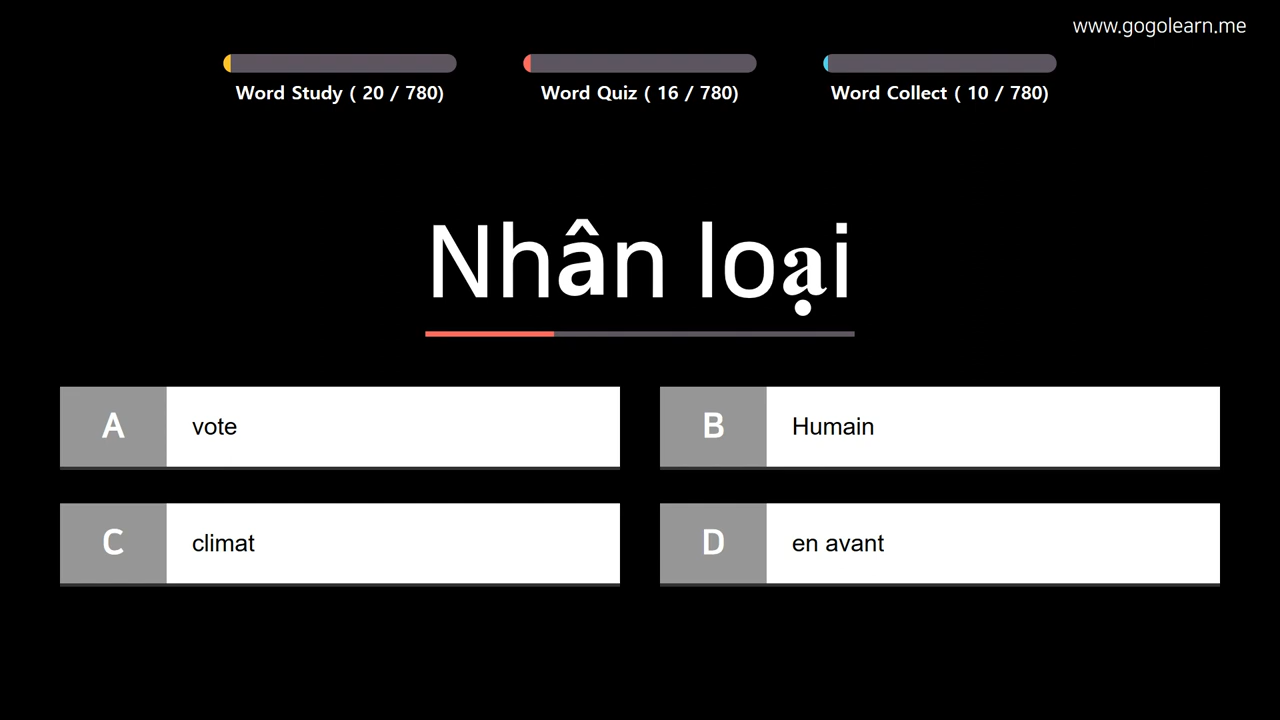 www.gogolearn.me
Word Study ( 20 / 780)
Word Quiz ( 16 / 780)
Word Collect ( 10 / 780)
Nhân loại
A vote
B Humain
C climat
D en avant